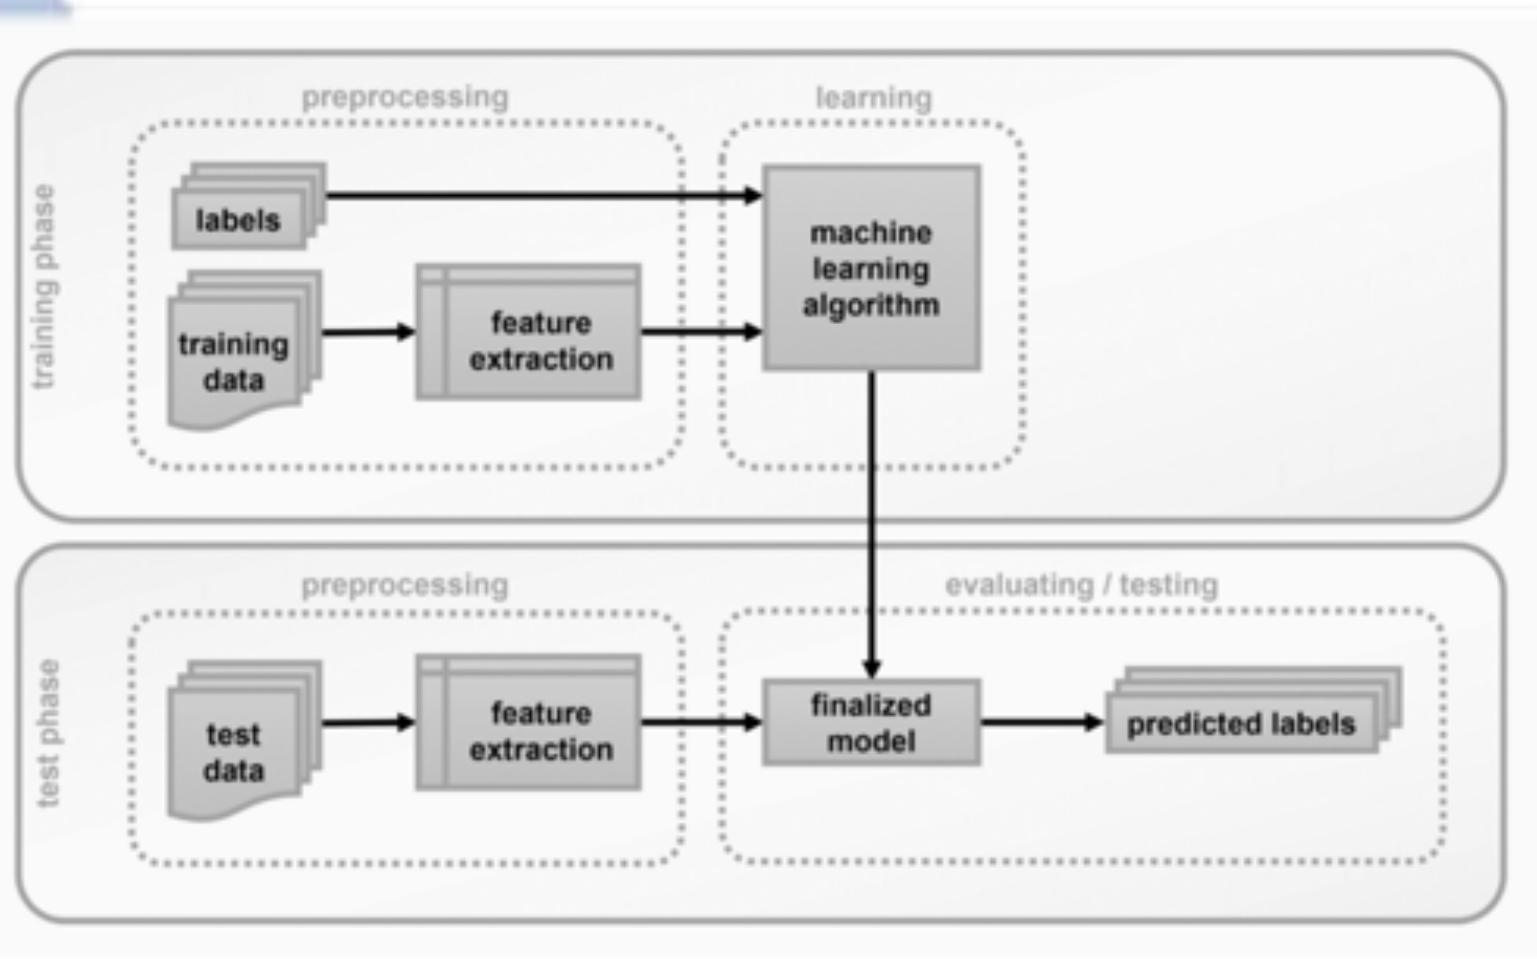 preprocessing
learning
training phase
labels
machine
learning
algorithm
training
data
feature
extraction
preprocessing
evaluating / testing
test phase
test
data
feature
extraction
finalized
model
predicted labels